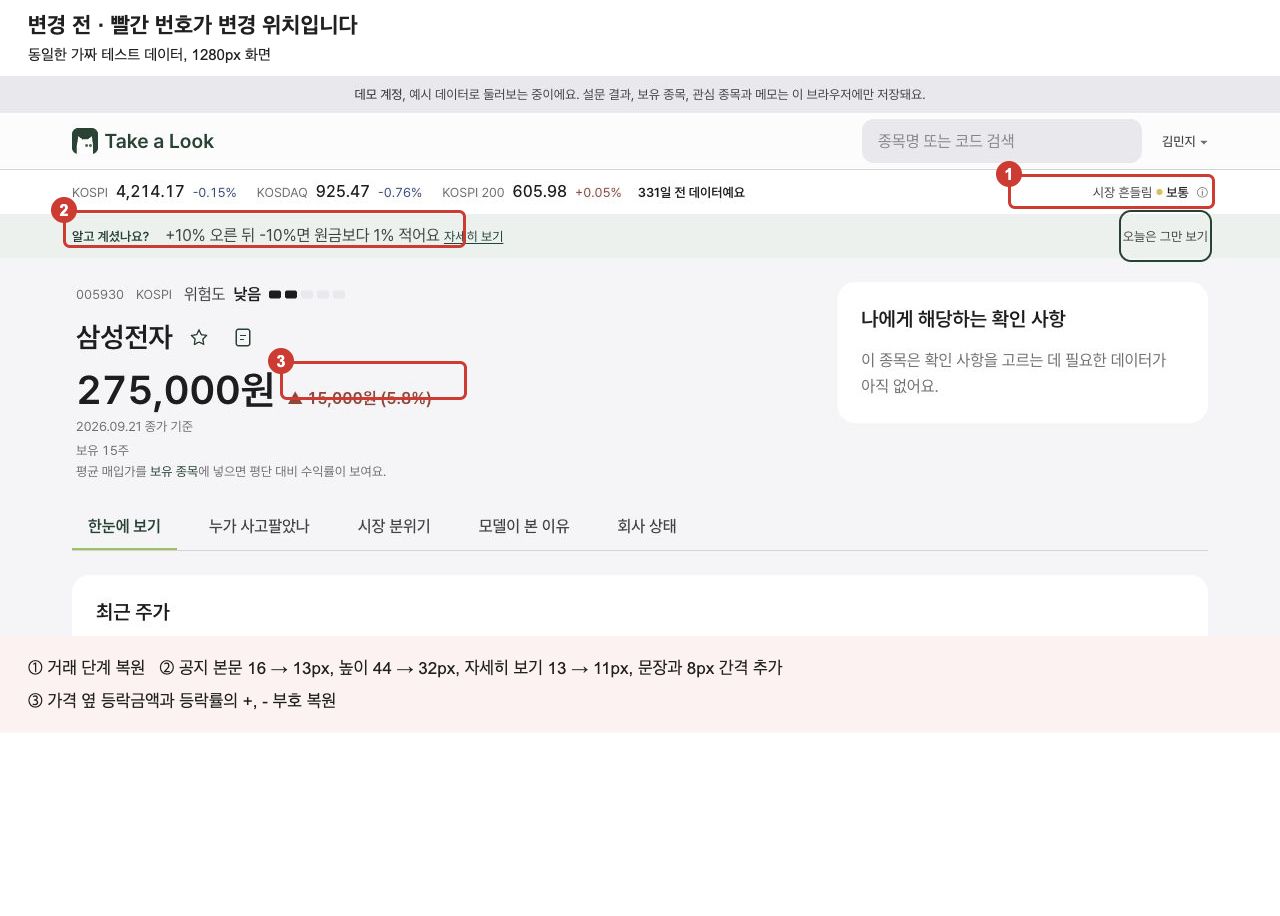 변경 전 · 빨간 번호가 변경 위치입니다
동일한 가짜 테스트 데이터, 1280px 화면
데모 계정, 예시 데이터로 둘러보는 중이에요. 설문 결과, 보유 종목, 관심 종목과 메모는 이 브라우저에만 저장돼요.
Take a Look 종목명 또는 코드 검색 김민지
1
KOSPI 4,214.17 -0.15% KOSDAQ 925.47 -0.76% KOSPI 200 605.98 +0.05% 331일 전 데이터예요 시장 흔들림 보통 ⓘ
2
알고 계셨나요? +10% 오른 뒤 -10%면 원금보다 1% 적어요 자세히 보기 오늘은 그만 보기
005930 KOSPI 위험도 낮음
나에게 해당하는 확인 사항
삼성전자
이 종목은 확인 사항을 고르는 데 필요한 데이터가
아직 없어요.
3
275,000원 ▲ 15,000원 (5.8%)
2026.09.21 종가 기준
보유 15주
평균 매입가를 보유 종목에 넣으면 평단 대비 수익률이 보여요.
한눈에 보기 누가 사고팔았나 시장 분위기 모델이 본 이유 회사 상태
최근 주가
① 거래 단계 복원 ② 공지 본문 16 → 13px, 높이 44 → 32px, 자세히 보기 13 → 11px, 문장과 8px 간격 추가
③ 가격 옆 등락금액과 등락률의 +, - 부호 복원